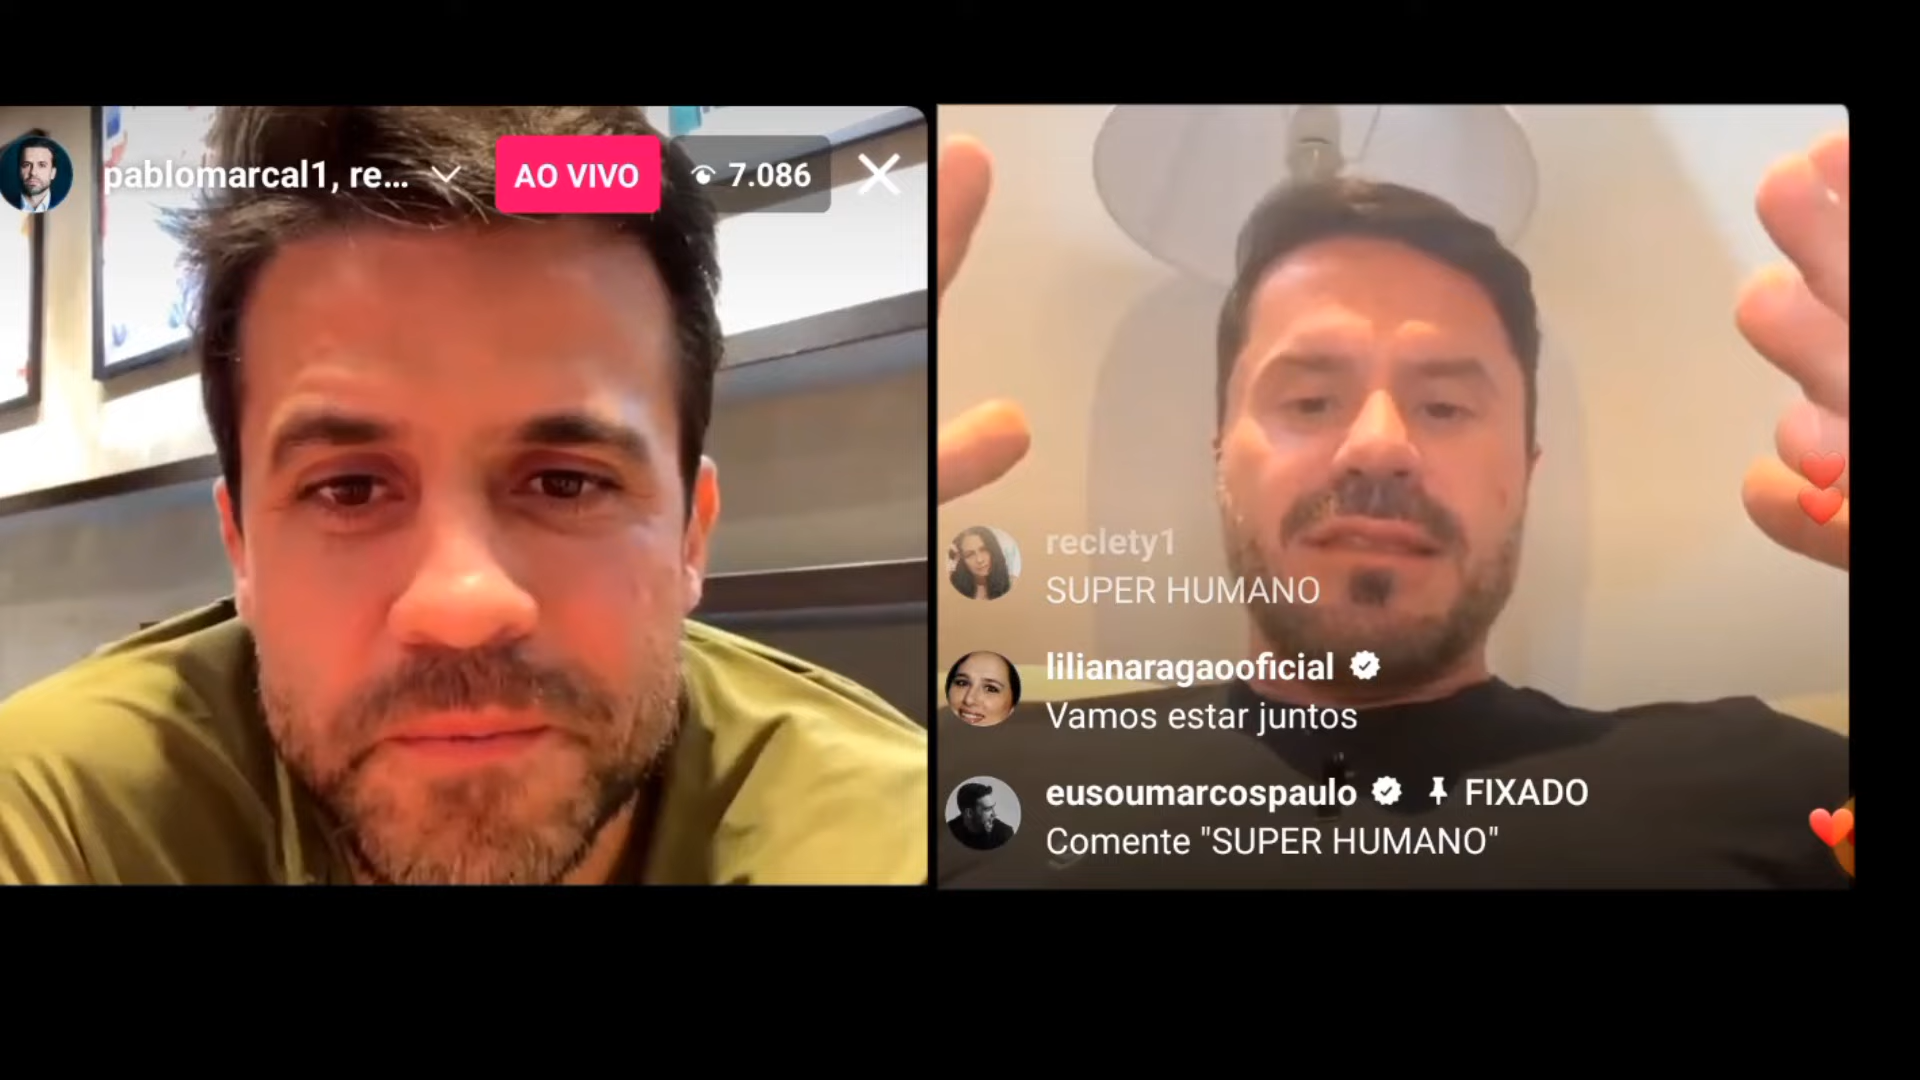 pablomarcal1, re...
AO VIVO
7.086
reclety1
SUPER HUMANO
lilianaragaooficial
Vamos estar juntos
eusoumarcospaulo FIXADO
Comente "SUPER HUMANO"